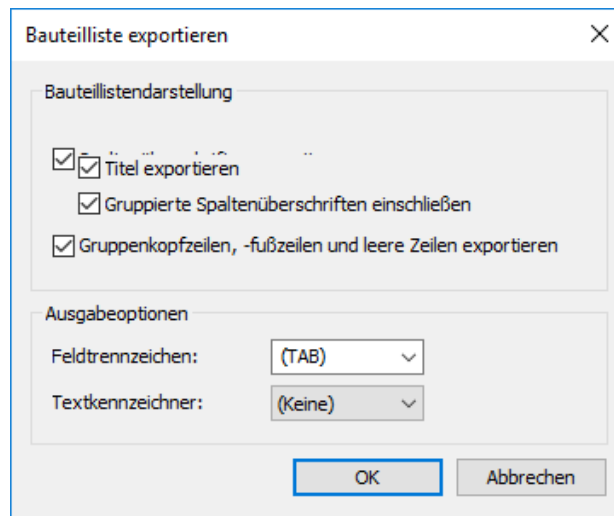 Bauteilliste exportieren
Bauteillistendarstellung
Titel exportieren
Gruppierte Spaltenüberschriften einschließen
Gruppenkopfzeilen, -fußzeilen und leere Zeilen exportieren
Ausgabeoptionen
Feldtrennzeichen:
(TAB)
Textkennzeichner:
(Keine)
OK
Abbrechen